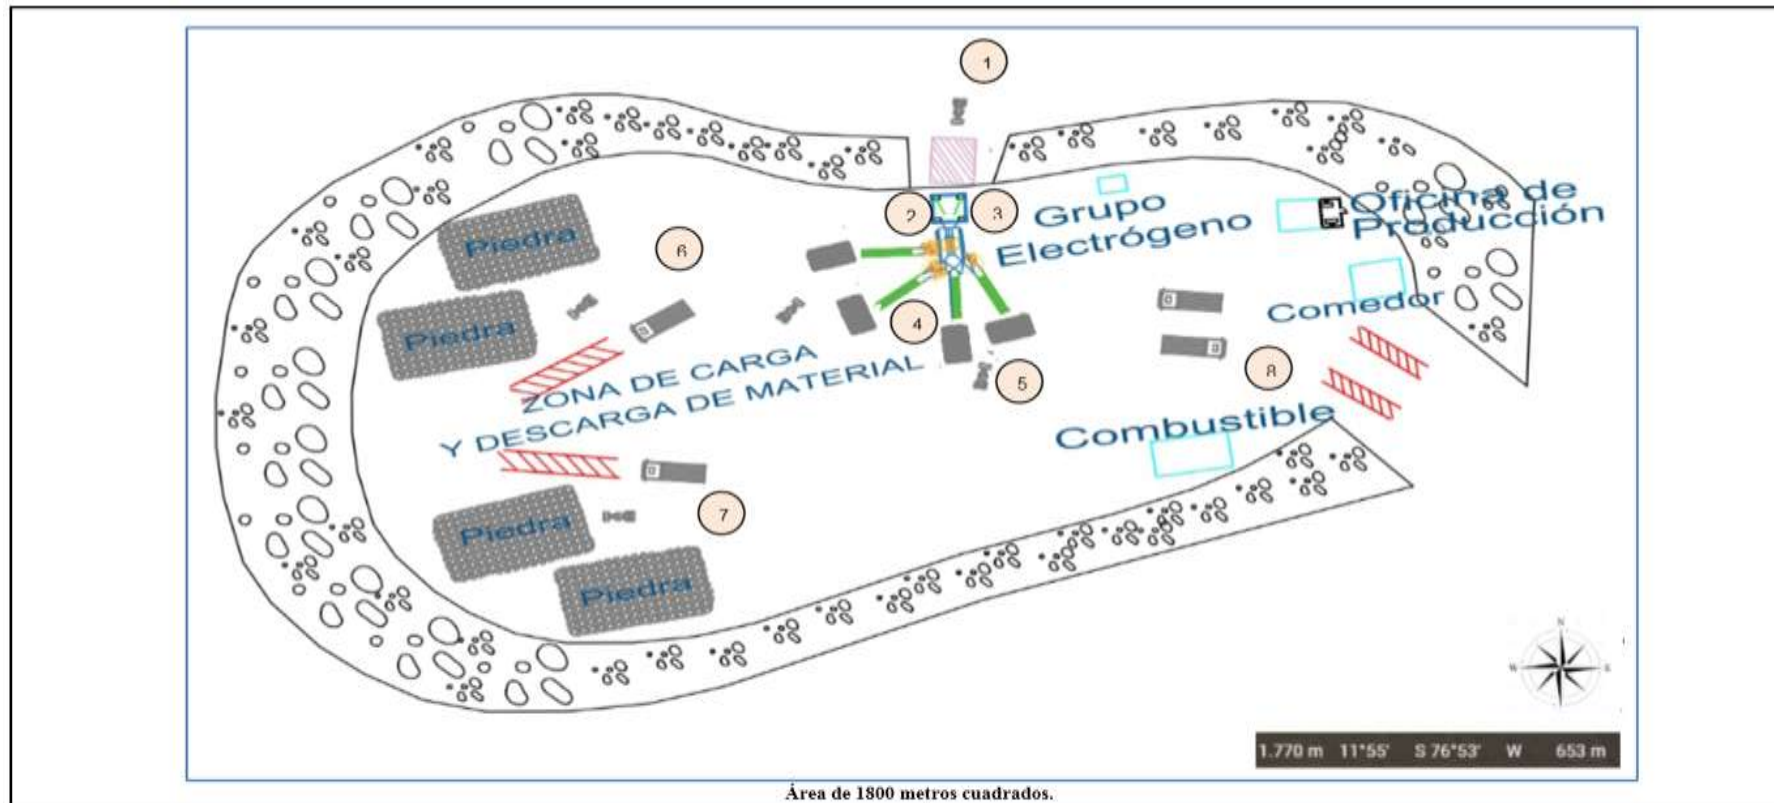 1
2
3
Grupo
Electrógeno
Oficina de
Producción
Piedra
6
Piedra
4
Comedor
ZONA DE CARGA
Y DESCARGA DE MATERIAL
5
8
Combustible
7
Piedra
Piedra
N
W
E
S
1.770 m 11°55' S 76°53' W 653 m
Área de 1800 metros cuadrados.